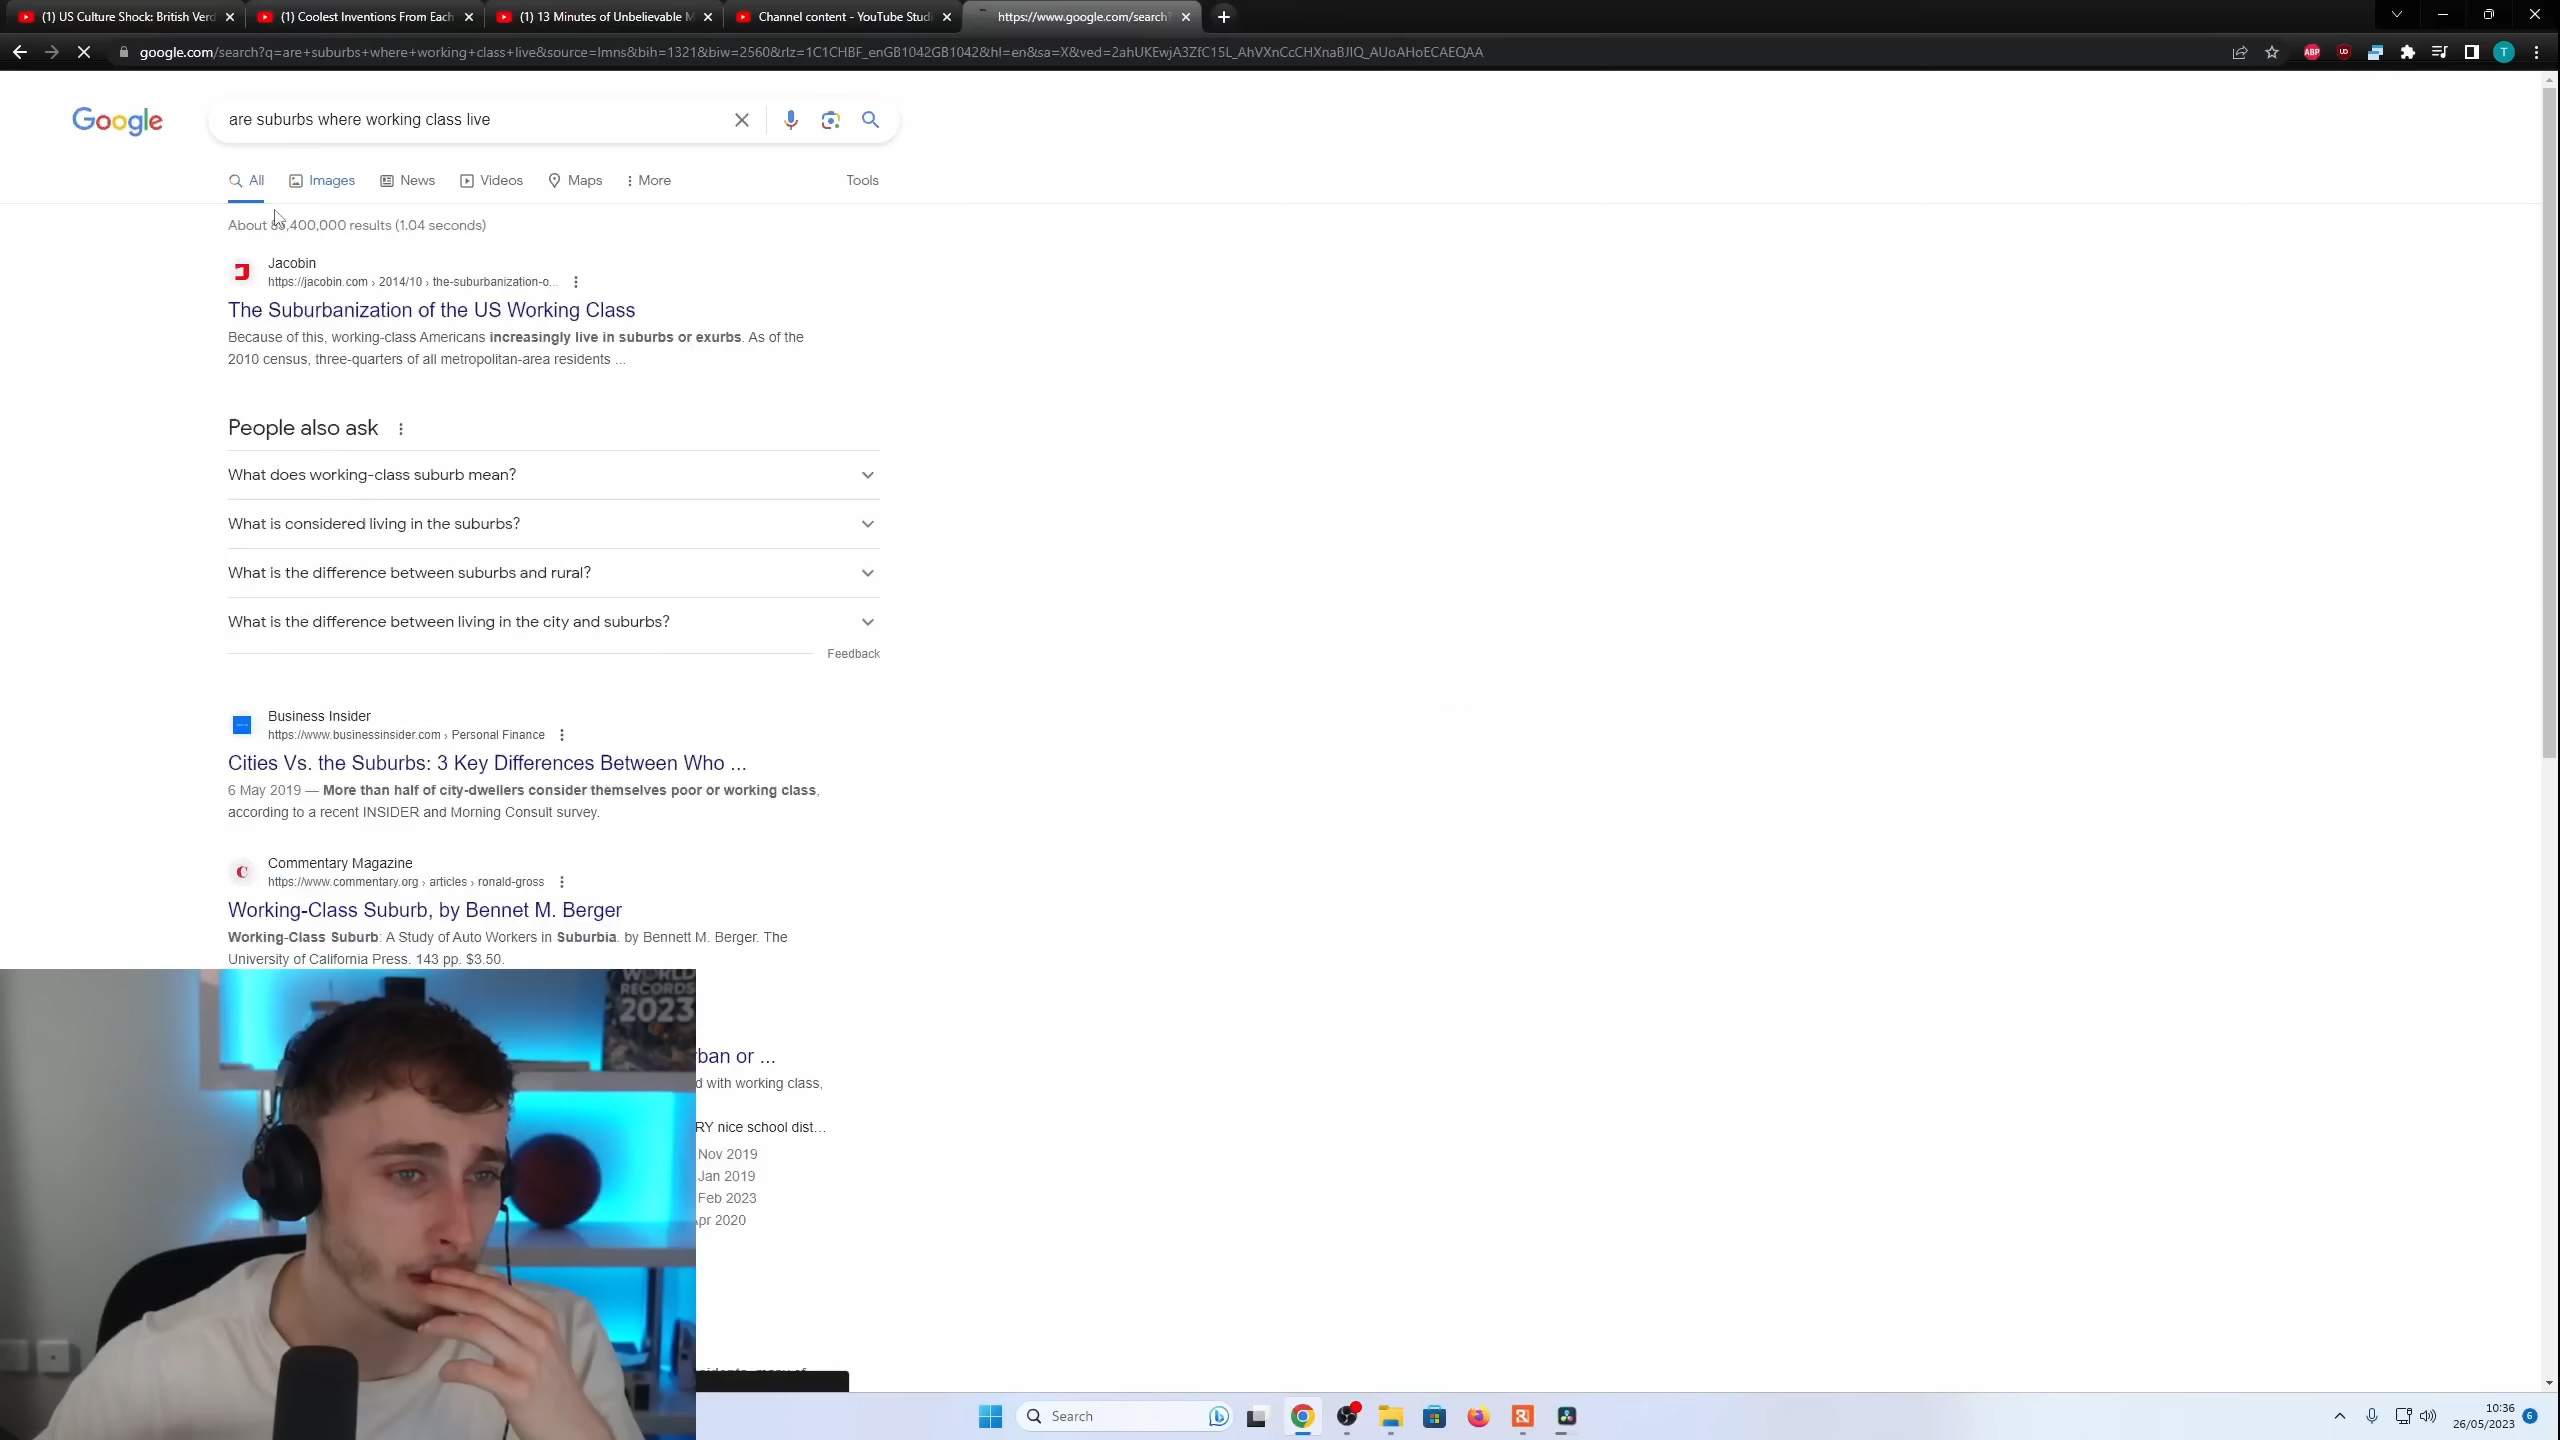 (1) US Culture Shock: British Verd
(1) Coolest Inventions From Each
(1) 13 Minutes of Unbelievable M
Channel content - YouTube Studi
https://www.google.com/search?
google.com/search?q=are+suburbs+where+working+class+live&source=lmns&bih=1321&biw=2560&rlz=1C1CHBF_enGB1042GB1042&hl=en&sa=X&ved=2ahUKEwjA3ZfC15L_AhVXnCcCHXnaBJIQ_AUoAHoECAEQAA
Google
are suburbs where working class live
All
Images
News
Videos
Maps
More
Tools
About ,400,000 results (1.04 seconds)
Jacobin
https://jacobin.com › 2014/10 › the-suburbanization-o...
The Suburbanization of the US Working Class
Because of this, working-class Americans increasingly live in suburbs or exurbs. As of the
2010 census, three-quarters of all metropolitan-area residents ...
People also ask
What does working-class suburb mean?
What is considered living in the suburbs?
What is the difference between suburbs and rural?
What is the difference between living in the city and suburbs?
Feedback
Business Insider
https://www.businessinsider.com › Personal Finance
Cities Vs. the Suburbs: 3 Key Differences Between Who ...
6 May 2019 — More than half of city-dwellers consider themselves poor or working class,
according to a recent INSIDER and Morning Consult survey.
Commentary Magazine
https://www.commentary.org › articles › ronald-gross
Working-Class Suburb, by Bennet M. Berger
Working-Class Suburb: A Study of Auto Workers in Suburbia. by Bennett M. Berger. The
University of California Press. 143 pp. $3.50.
WORLD
RECORDS
2023
rban or ...
d with working class,
RY nice school dist...
Nov 2019
Jan 2019
Feb 2023
Apr 2020
Search
10:36
26/05/2023
6
ABP
T